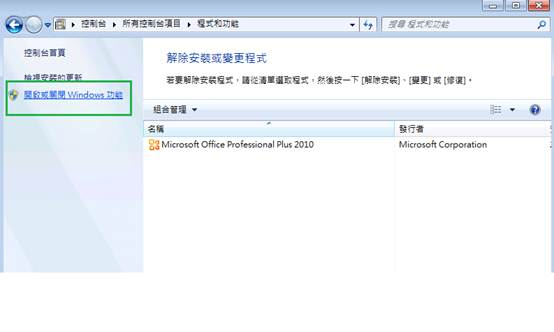 控制台 ▸ 所有控制台項目 ▸ 程式和功能
搜尋 程式和功能
控制台首頁
檢視安裝的更新
開啟或關閉 Windows 功能
解除安裝或變更程式
若要解除安裝程式，請從清單選取程式，然後按一下 [解除安裝]、[變更] 或 [修復]。
組合管理
名稱 發行者
Microsoft Office Professional Plus 2010 Microsoft Corporation